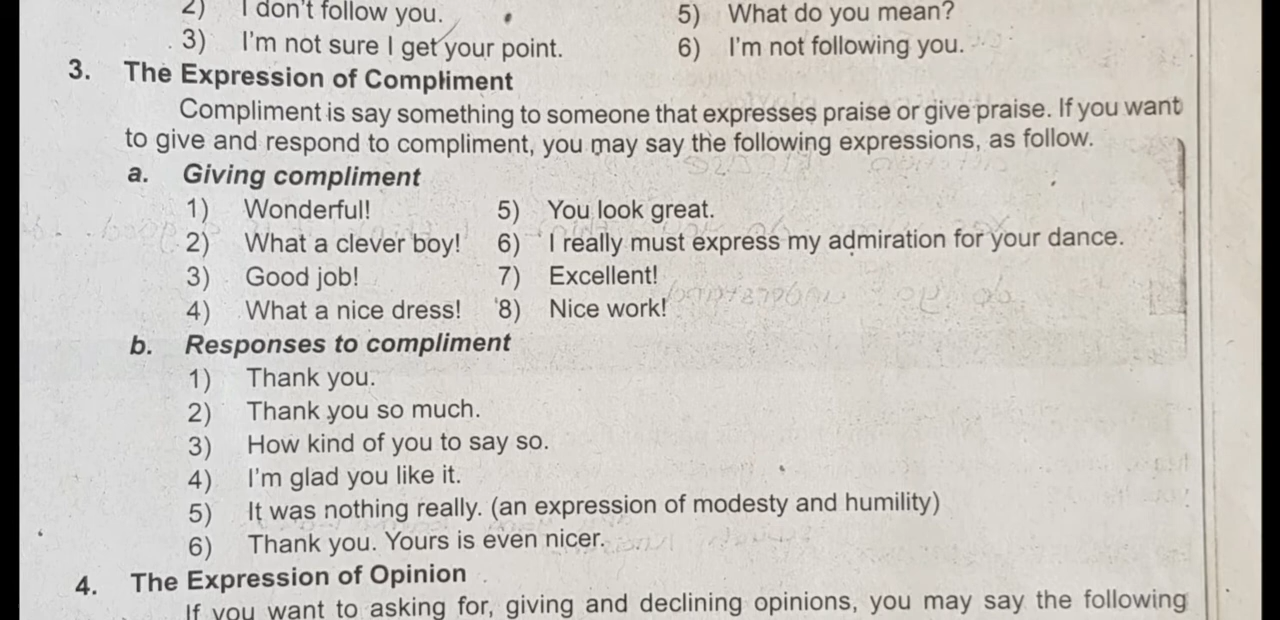 2) I don't follow you. 5) What do you mean?
3) I'm not sure I get your point. 6) I'm not following you.
3. The Expression of Compliment
Compliment is say something to someone that expresses praise or give praise. If you want
to give and respond to compliment, you may say the following expressions, as follow.
a. Giving compliment
1) Wonderful! 5) You look great.
2) What a clever boy! 6) I really must express my admiration for your dance.
3) Good job! 7) Excellent!
4) What a nice dress! 8) Nice work!
b. Responses to compliment
1) Thank you.
2) Thank you so much.
3) How kind of you to say so.
4) I'm glad you like it.
5) It was nothing really. (an expression of modesty and humility)
6) Thank you. Yours is even nicer.
4. The Expression of Opinion
If you want to asking for, giving and declining opinions, you may say the following